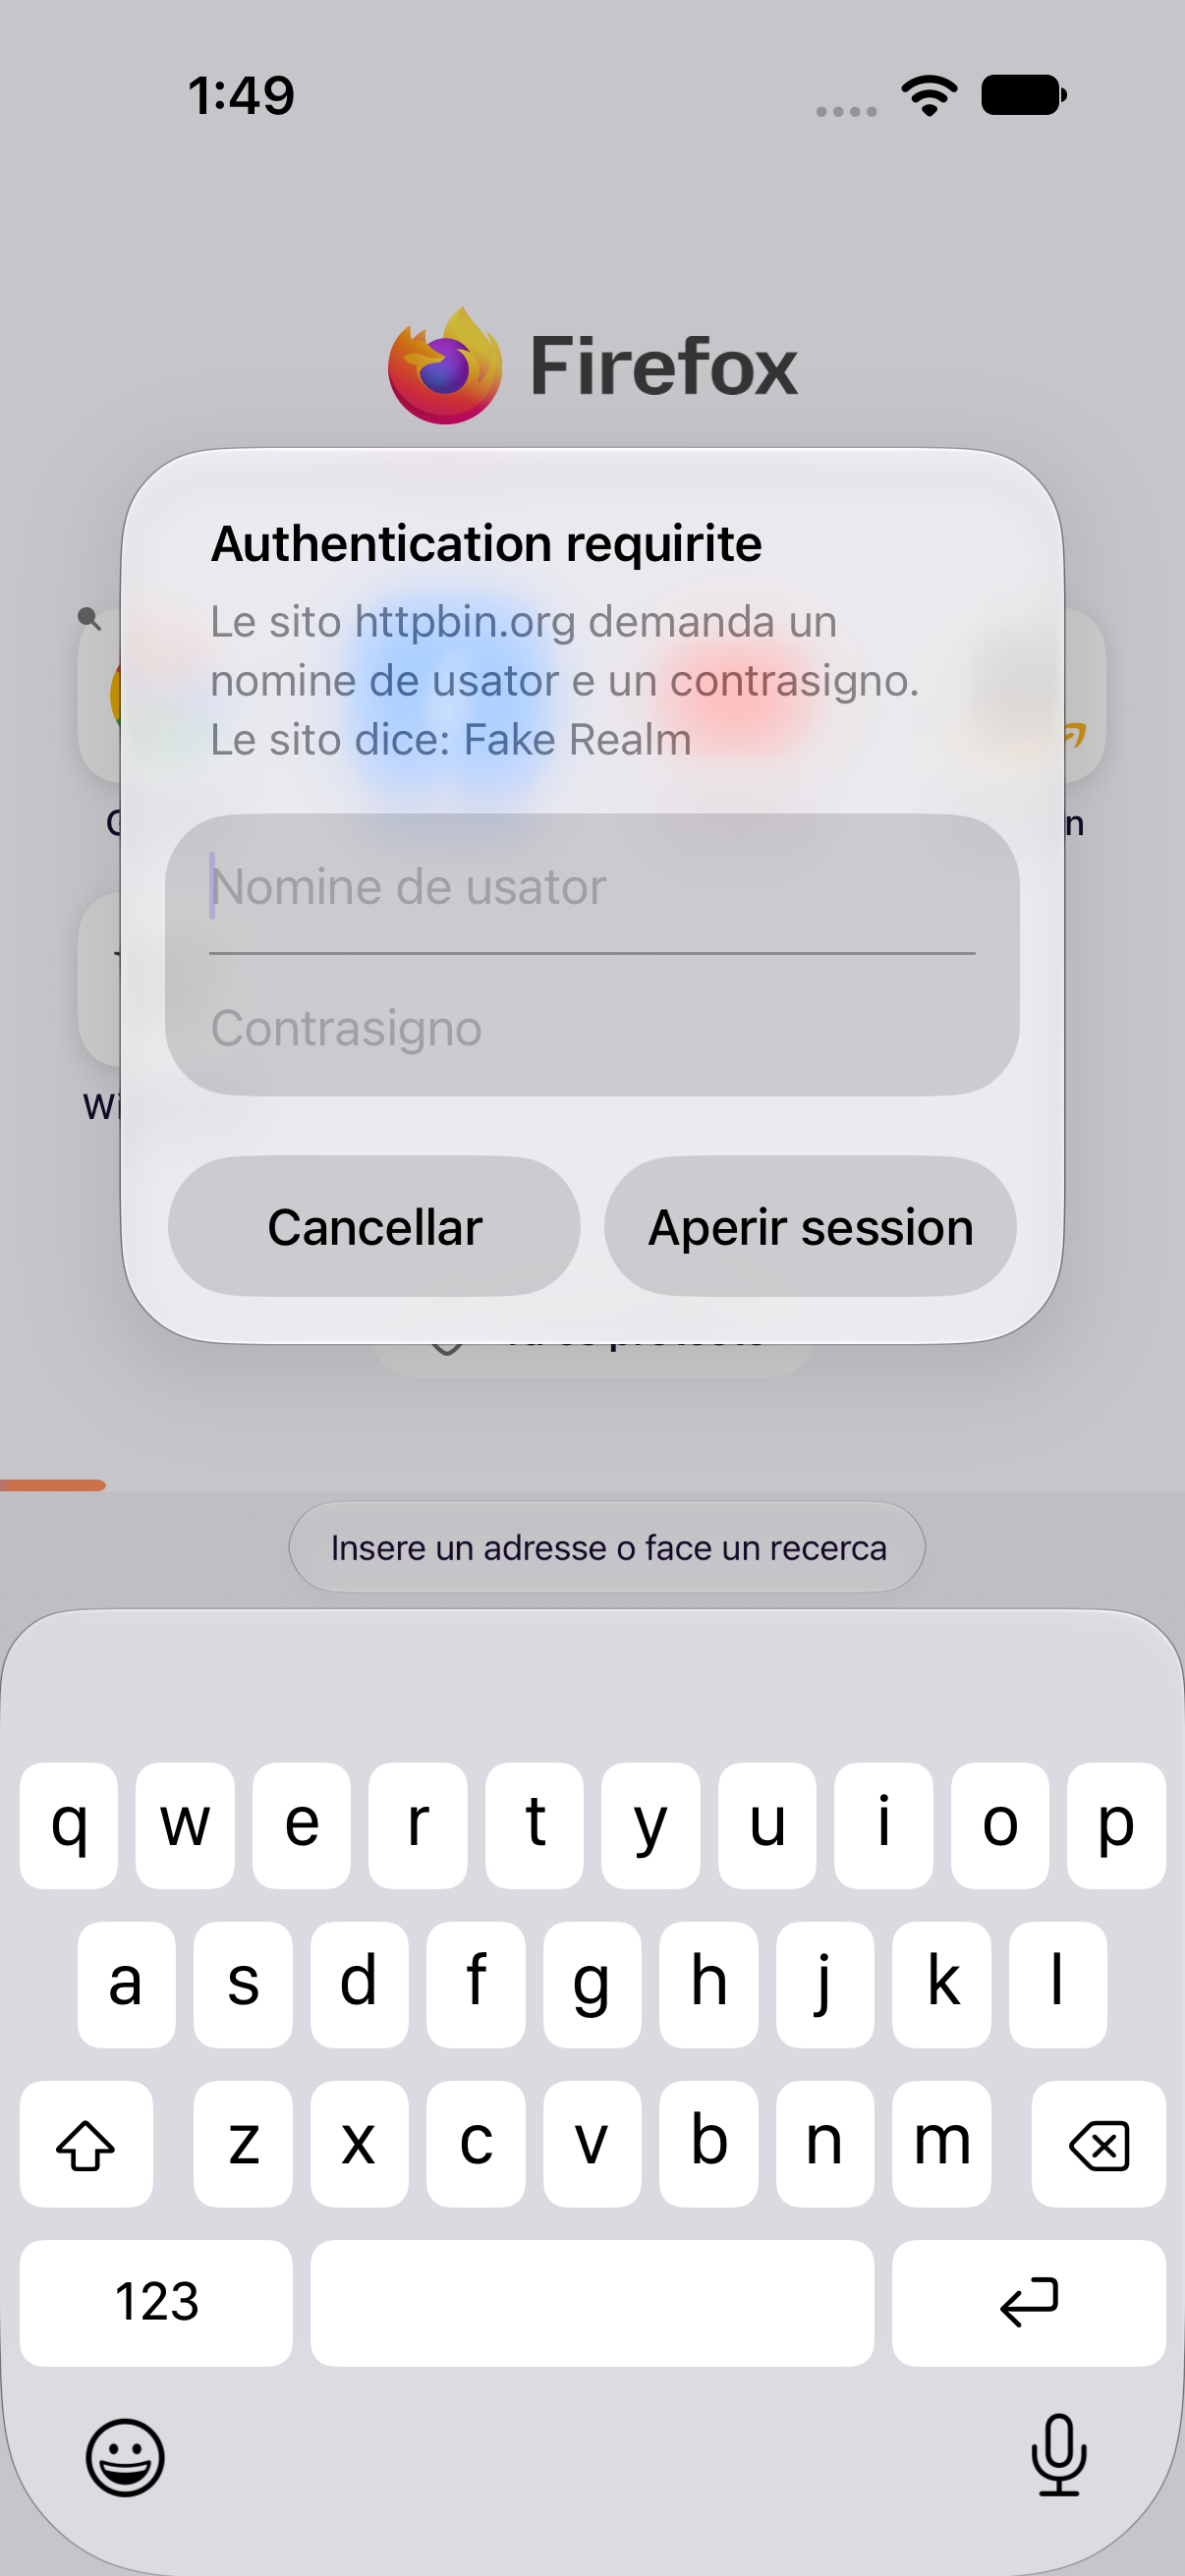 1:49
Firefox
Authentication requirite
Le sito httpbin.org demanda un
nomine de usator e un contrasigno.
Le sito dice: Fake Realm
Nomine de usator
Contrasigno
Cancellar
Aperir session
Insere un adresse o face un recerca
q w e r t y u i o p
a s d f g h j k l
z x c v b n m
123